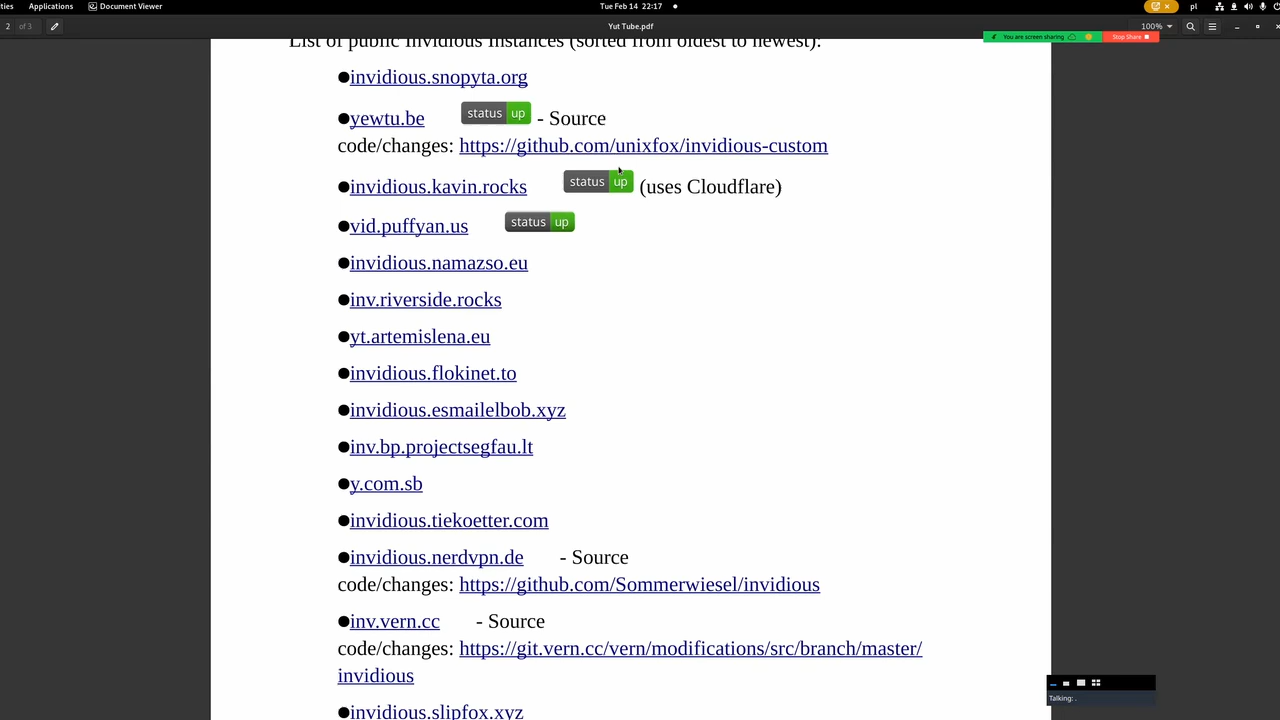 ties Applications Document Viewer Tue Feb 14 22:17 pl
2 of 3 Yut Tube.pdf 100%
You are screen sharing Stop Share
List of public Invidious Instances (sorted from oldest to newest):
●invidious.snopyta.org
●yewtu.be status up - Source
code/changes: https://github.com/unixfox/invidious-custom
●invidious.kavin.rocks status up (uses Cloudflare)
●vid.puffyan.us status up
●invidious.namazso.eu
●inv.riverside.rocks
●yt.artemislena.eu
●invidious.flokinet.to
●invidious.esmailelbob.xyz
●inv.bp.projectsegfau.lt
●y.com.sb
●invidious.tiekoetter.com
●invidious.nerdvpn.de - Source
code/changes: https://github.com/Sommerwiesel/invidious
●inv.vern.cc - Source
code/changes: https://git.vern.cc/vern/modifications/src/branch/master/
invidious
●invidious.slipfox.xyz
Talking: .